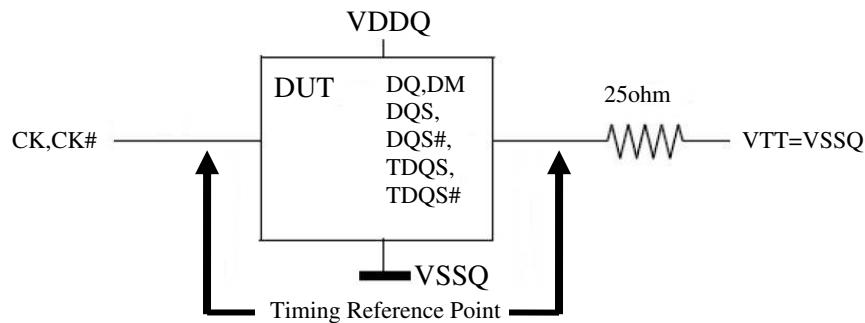 VDDQ
DUT
DQ,DM
DQS,
DQS#,
TDQS,
TDQS#
25ohm
CK,CK#
VTT=VSSQ
VSSQ
Timing Reference Point